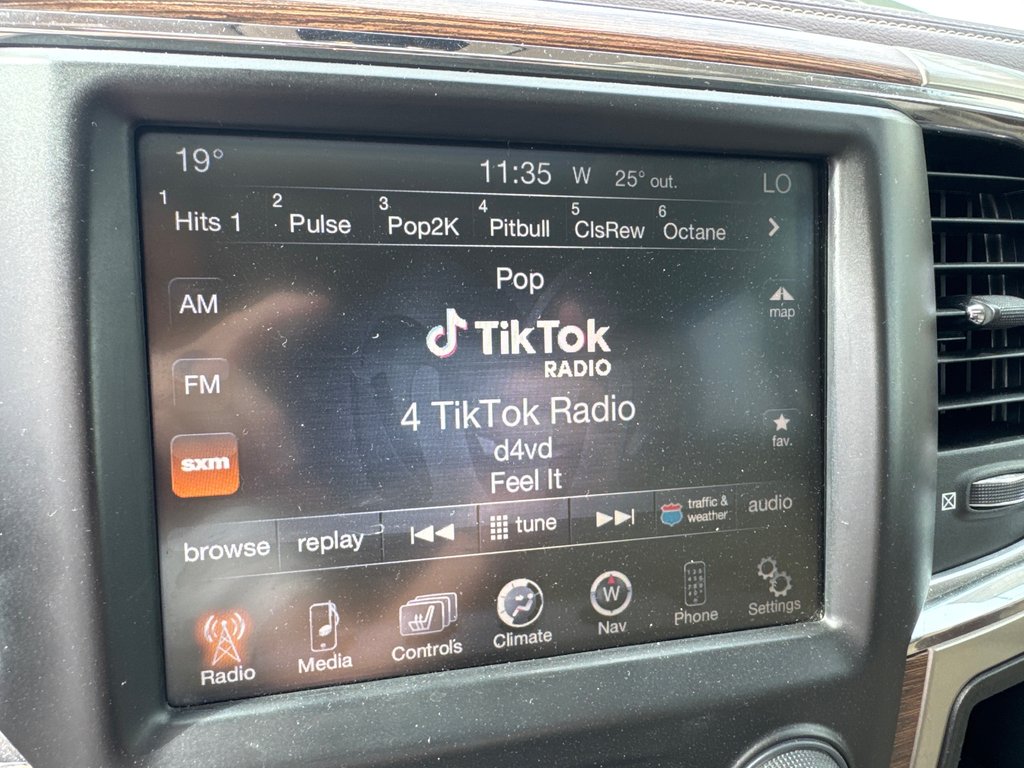 19° 11:35 W 25° out. LO
1 Hits 1 2 Pulse 3 Pop2K 4 Pitbull 5 ClsRew 6 Octane
Pop
AM
map
TikTok
RADIO
FM
4 TikTok Radio
fav.
d4vd
sxm
Feel It
browse replay tune traffic & weather audio
Radio Media Controls Climate W Nav Phone Settings